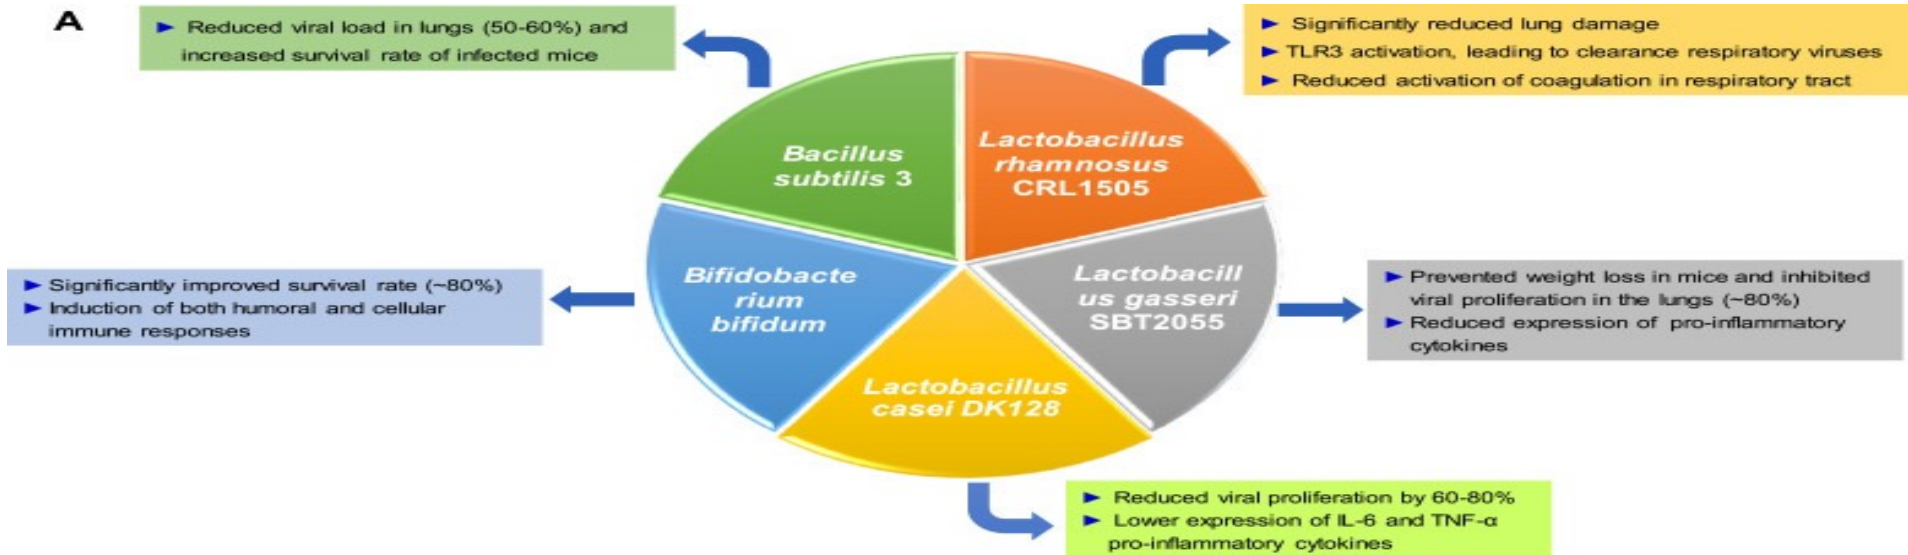 A
► Reduced viral load in lungs (50-60%) and
increased survival rate of infected mice
► Significantly reduced lung damage
► TLR3 activation, leading to clearance respiratory viruses
► Reduced activation of coagulation in respiratory tract
Bacillus
subtilis 3
Lactobacillus
rhamnosus
CRL1505
► Significantly improved survival rate (~80%)
► Induction of both humoral and cellular
immune responses
Bifidobacte
rium
bifidum
Lactobacill
us gasseri
SBT2055
► Prevented weight loss in mice and inhibited
viral proliferation in the lungs (~80%)
► Reduced expression of pro-inflammatory
cytokines
Lactobacillus
casei DK128
► Reduced viral proliferation by 60-80%
► Lower expression of IL-6 and TNF-α
pro-inflammatory cytokines